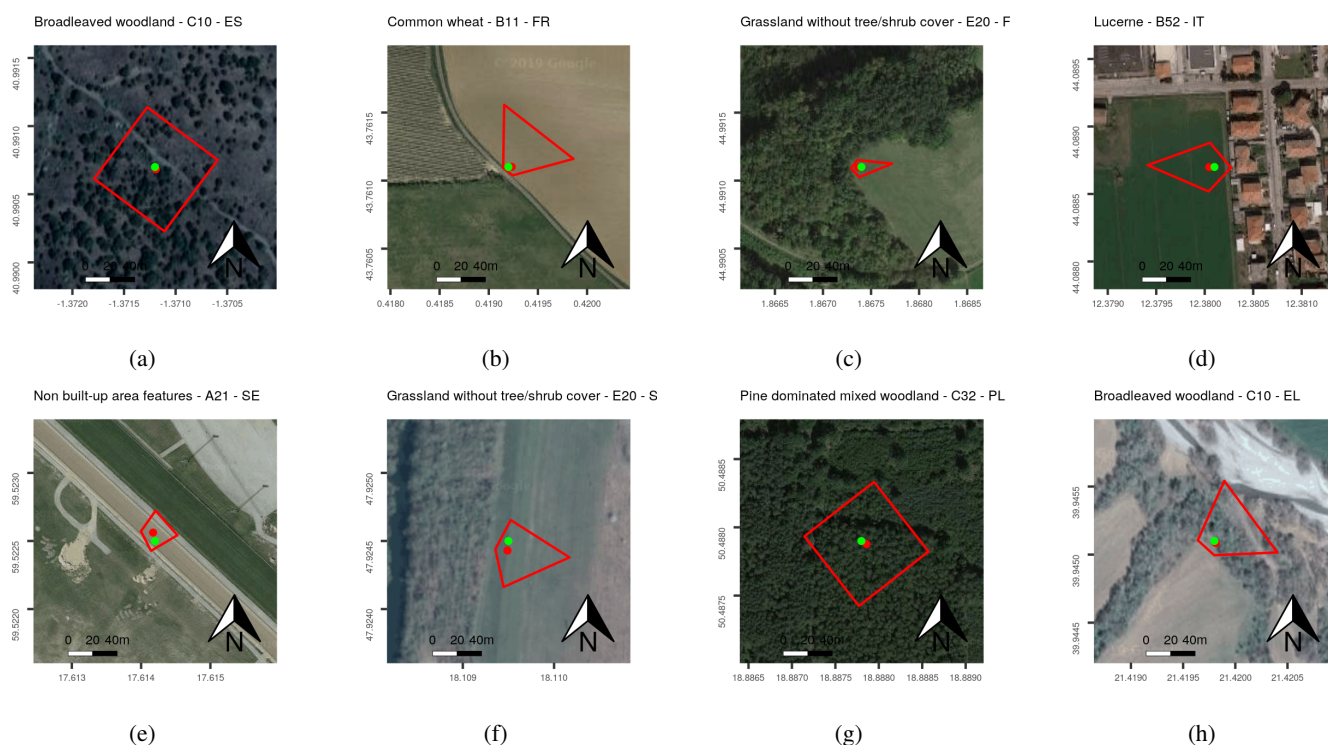 Broadleaved woodland - C10 - ES
Common wheat - B11 - FR
Grassland without tree/shrub cover - E20 - F
Lucerne - B52 - IT
40.9915
40.9910
40.9905
40.9900
0 20 40m
N
-1.3720 -1.3715 -1.3710 -1.3705
© 2019 Google
43.7615
43.7610
43.7605
0 20 40m
N
0.4180 0.4185 0.4190 0.4195 0.4200
44.9915
44.9910
44.9905
0 20 40m
N
1.8665 1.8670 1.8675 1.8680 1.8685
44.0895
44.0890
44.0885
44.0880
0 20 40m
N
12.3790 12.3795 12.3800 12.3805 12.3810
(a) (b) (c) (d)
Non built-up area features - A21 - SE
Grassland without tree/shrub cover - E20 - S
Pine dominated mixed woodland - C32 - PL
Broadleaved woodland - C10 - EL
59.5230
59.5225
59.5220
0 20 40m
N
17.613 17.614 17.615
47.9250
47.9245
47.9240
0 20 40m
N
18.109 18.110
50.4885
50.4880
50.4875
0 20 40m
N
18.8865 18.8870 18.8875 18.8880 18.8885 18.8890
39.9455
39.9450
39.9445
0 20 40m
N
21.4190 21.4195 21.4200 21.4205
(e) (f) (g) (h)